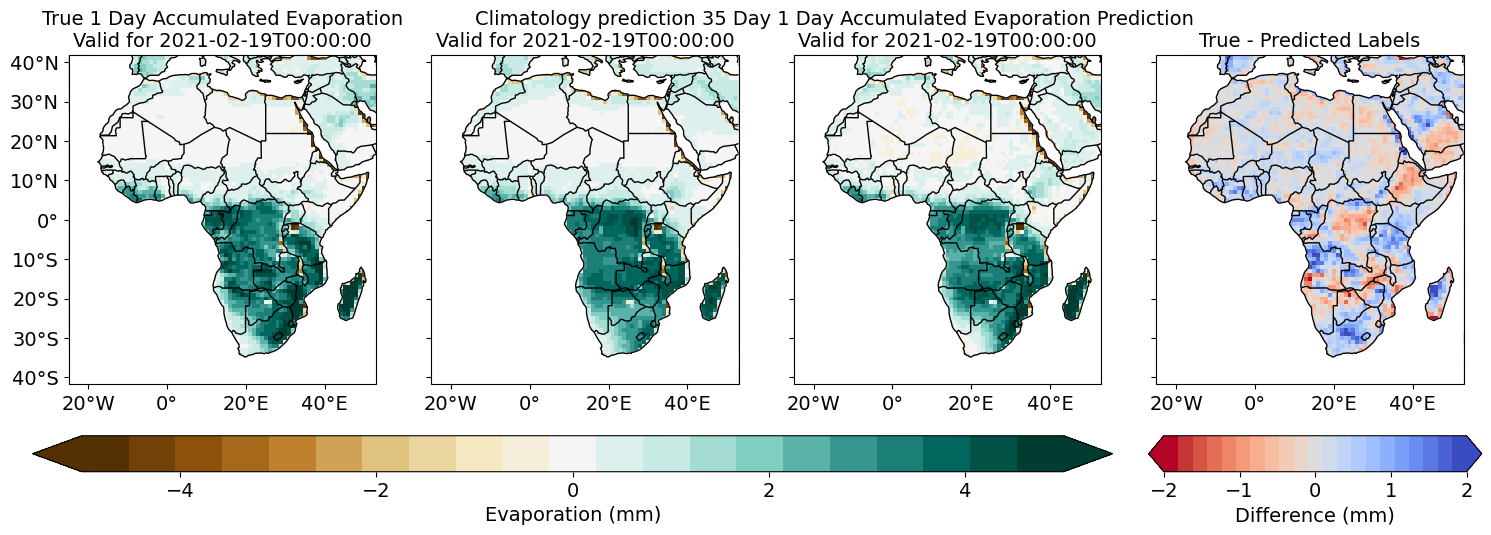 True 1 Day Accumulated Evaporation
Valid for 2021-02-19T00:00:00
Climatology prediction 35 Day 1 Day Accumulated Evaporation Prediction
Valid for 2021-02-19T00:00:00
Valid for 2021-02-19T00:00:00
True - Predicted Labels
40°N
30°N
20°N
10°N
0°
10°S
20°S
30°S
40°S
20°W 0° 20°E 40°E
20°W 0° 20°E 40°E
20°W 0° 20°E 40°E
20°W 0° 20°E 40°E
−4 −2 0 2 4
Evaporation (mm)
−2 −1 0 1 2
Difference (mm)